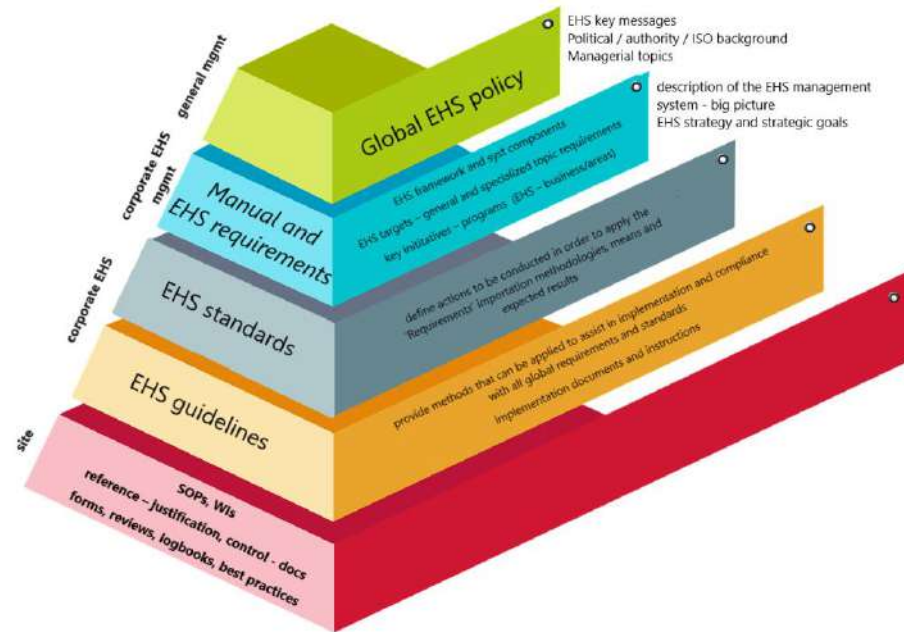 EHS key messages
Political / authority / ISO background
Managerial topics
general mgmt
Global EHS policy
description of the EHS management
system - big picture
EHS strategy and strategic goals
corporate EHS
mgmt
Manual and
EHS requirements
EHS framework and syst components
EHS targets – general and specialized topic requirements
key initiatives – programs (EHS – business/areas)
corporate EHS
EHS standards
define actions to be conducted in order to apply the
'Requirements' importation methodologies, means and
expected results
EHS guidelines
provide methods that can be applied to assist in implementation and compliance
with all global requirements and standards
implementation documents and instructions
site
SOPs, WIs
reference – justification, control - docs
forms, reviews, logbooks, best practices